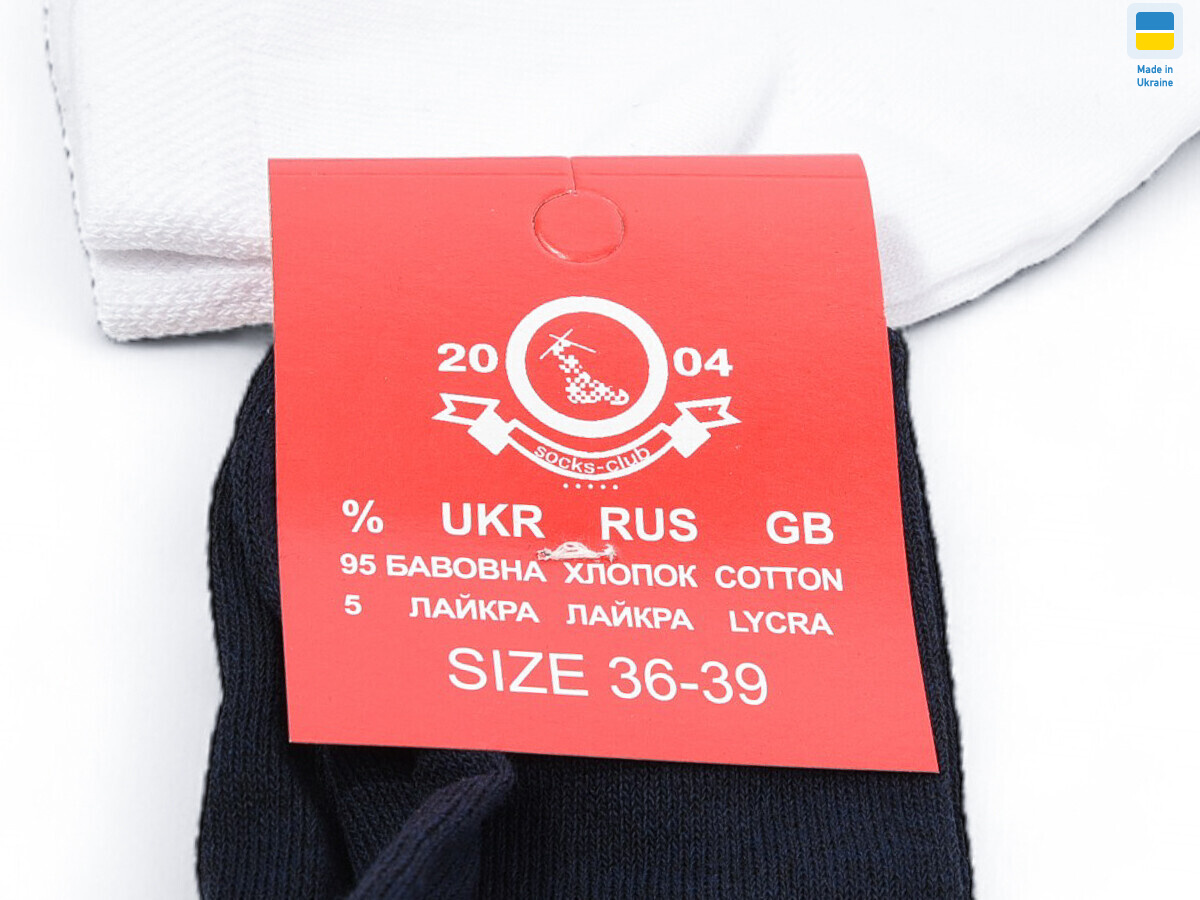 Made in
Ukraine
20 04
socks-club
% UKR RUS GB
95 БАВОВНА ХЛОПОК COTTON
5 ЛАЙКРА ЛАЙКРА LYCRA
SIZE 36-39